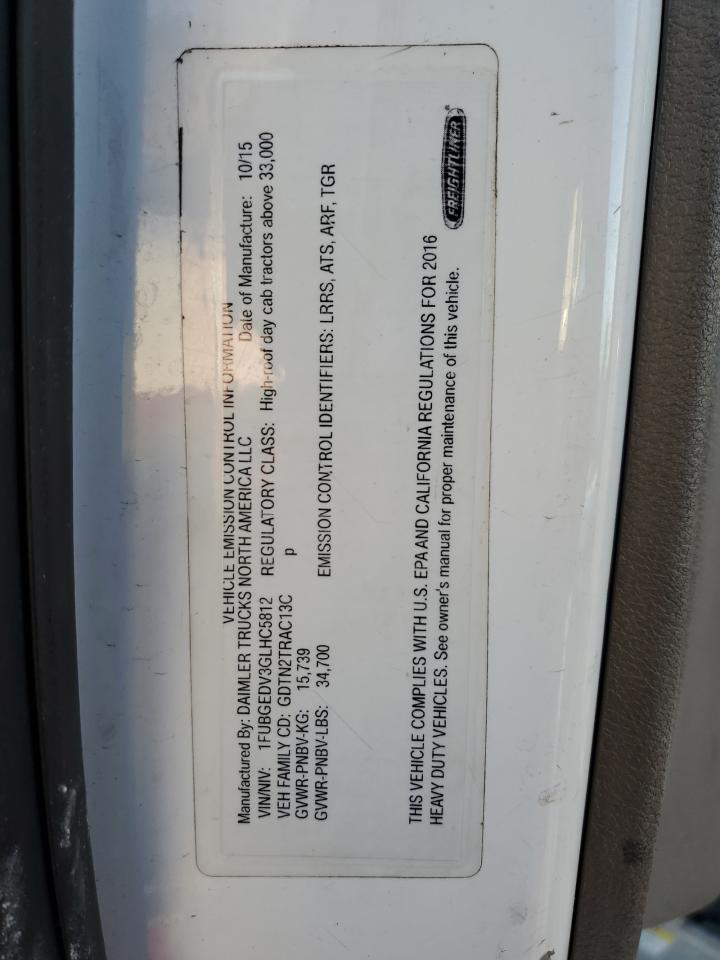 VEHICLE EMISSION CONTROL INFORMATION
Manufactured By: DAIMLER TRUCKS NORTH AMERICA LLC Date of Manufacture: 10/15
VIN/NIV: 1FUBGEDV3GLHC5812 REGULATORY CLASS: High-roof day cab tractors above 33,000
VEH FAMILY CD: GDTN2TRAC13C p
GVWR-PNBV-KG: 15,739
GVWR-PNBV-LBS: 34,700 EMISSION CONTROL IDENTIFIERS: LRRS, ATS, ARF, TGR
THIS VEHICLE COMPLIES WITH U.S. EPA AND CALIFORNIA REGULATIONS FOR 2016
HEAVY DUTY VEHICLES. See owner's manual for proper maintenance of this vehicle.
FREIGHTLINER®